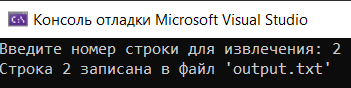 C:\ Консоль отладки Microsoft Visual Studio
Введите номер строки для извлечения: 2
Строка 2 записана в файл 'output.txt'